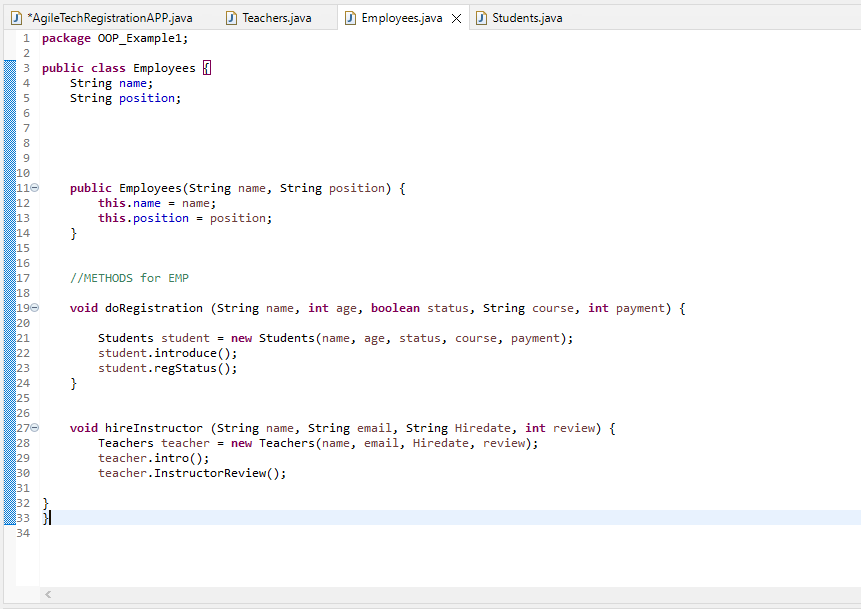 *AgileTechRegistrationAPP.java Teachers.java Employees.java Students.java
1 package OOP_Example1;
2
3 public class Employees {
4     String name;
5     String position;
6
7
8
9
10
11     public Employees(String name, String position) {
12         this.name = name;
13         this.position = position;
14     }
15
16
17     //METHODS for EMP
18
19     void doRegistration (String name, int age, boolean status, String course, int payment) {
20
21         Students student = new Students(name, age, status, course, payment);
22         student.introduce();
23         student.regStatus();
24     }
25
26
27     void hireInstructor (String name, String email, String Hiredate, int review) {
28         Teachers teacher = new Teachers(name, email, Hiredate, review);
29         teacher.intro();
30         teacher.InstructorReview();
31
32 }
33 }
34